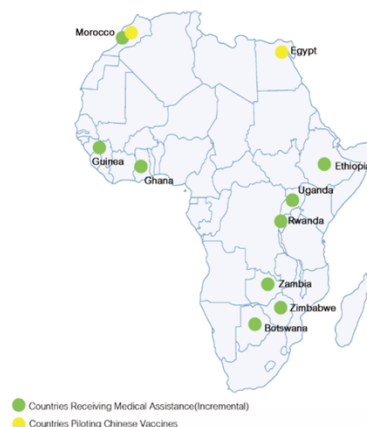 Morocco
Egypt
Guinea
Ghana
Ethiopia
Uganda
Rwanda
Zambia
Zimbabwe
Botswana
Countries Receiving Medical Assistance(Incremental)
Countries Piloting Chinese Vaccines